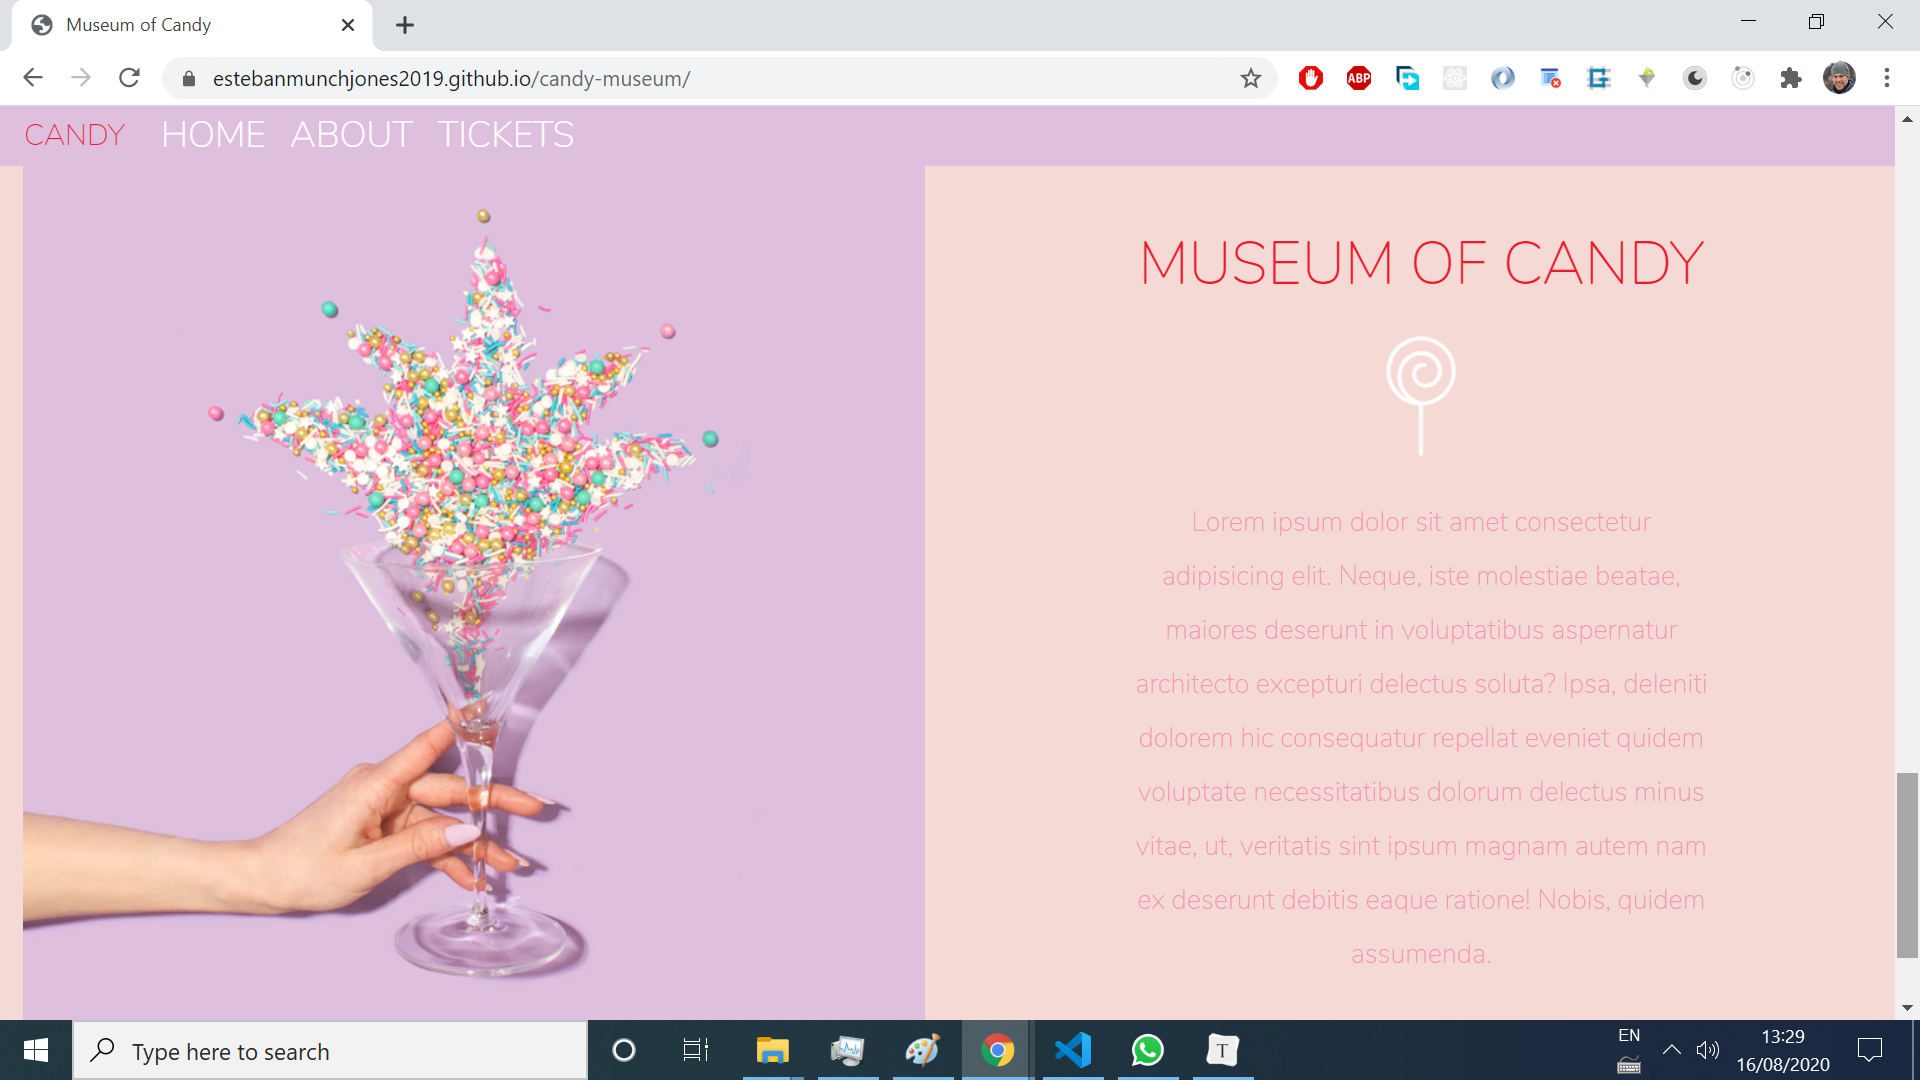 Museum of Candy
estebanmunchjones2019.github.io/candy-museum/
ABP
CANDY HOME ABOUT TICKETS
MUSEUM OF CANDY
Lorem ipsum dolor sit amet consectetur
adipisicing elit. Neque, iste molestiae beatae,
maiores deserunt in voluptatibus aspernatur
architecto excepturi delectus soluta? Ipsa, deleniti
dolorem hic consequatur repellat eveniet quidem
voluptate necessitatibus dolorum delectus minus
vitae, ut, veritatis sint ipsum magnam autem nam
ex deserunt debitis eaque ratione! Nobis, quidem
assumenda.
Type here to search
T
EN
13:29
16/08/2020